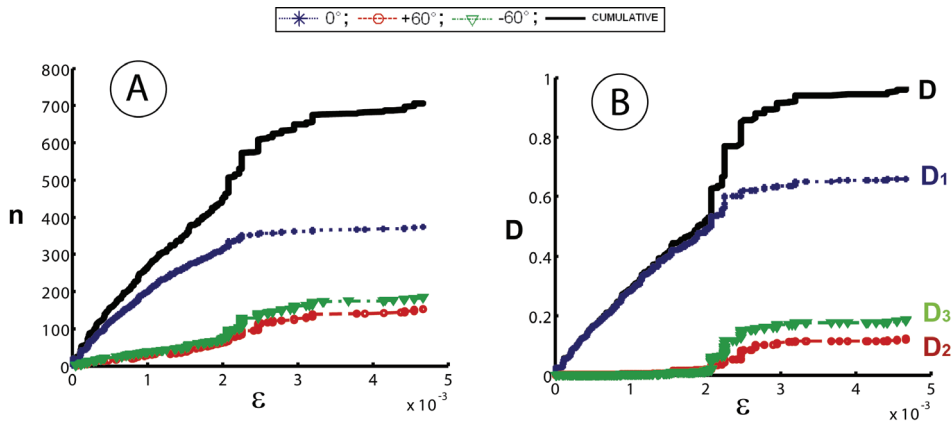 0°; +60°; -60°; CUMULATIVE
A
800
700
600
500
400
300
200
100
0
n
0 1 2 3 4 5
ε
x 10⁻³
B
1
0.8
0.6
0.4
0.2
0
D
0 1 2 3 4 5
ε
x 10⁻³
D
D₁
D₃
D₂